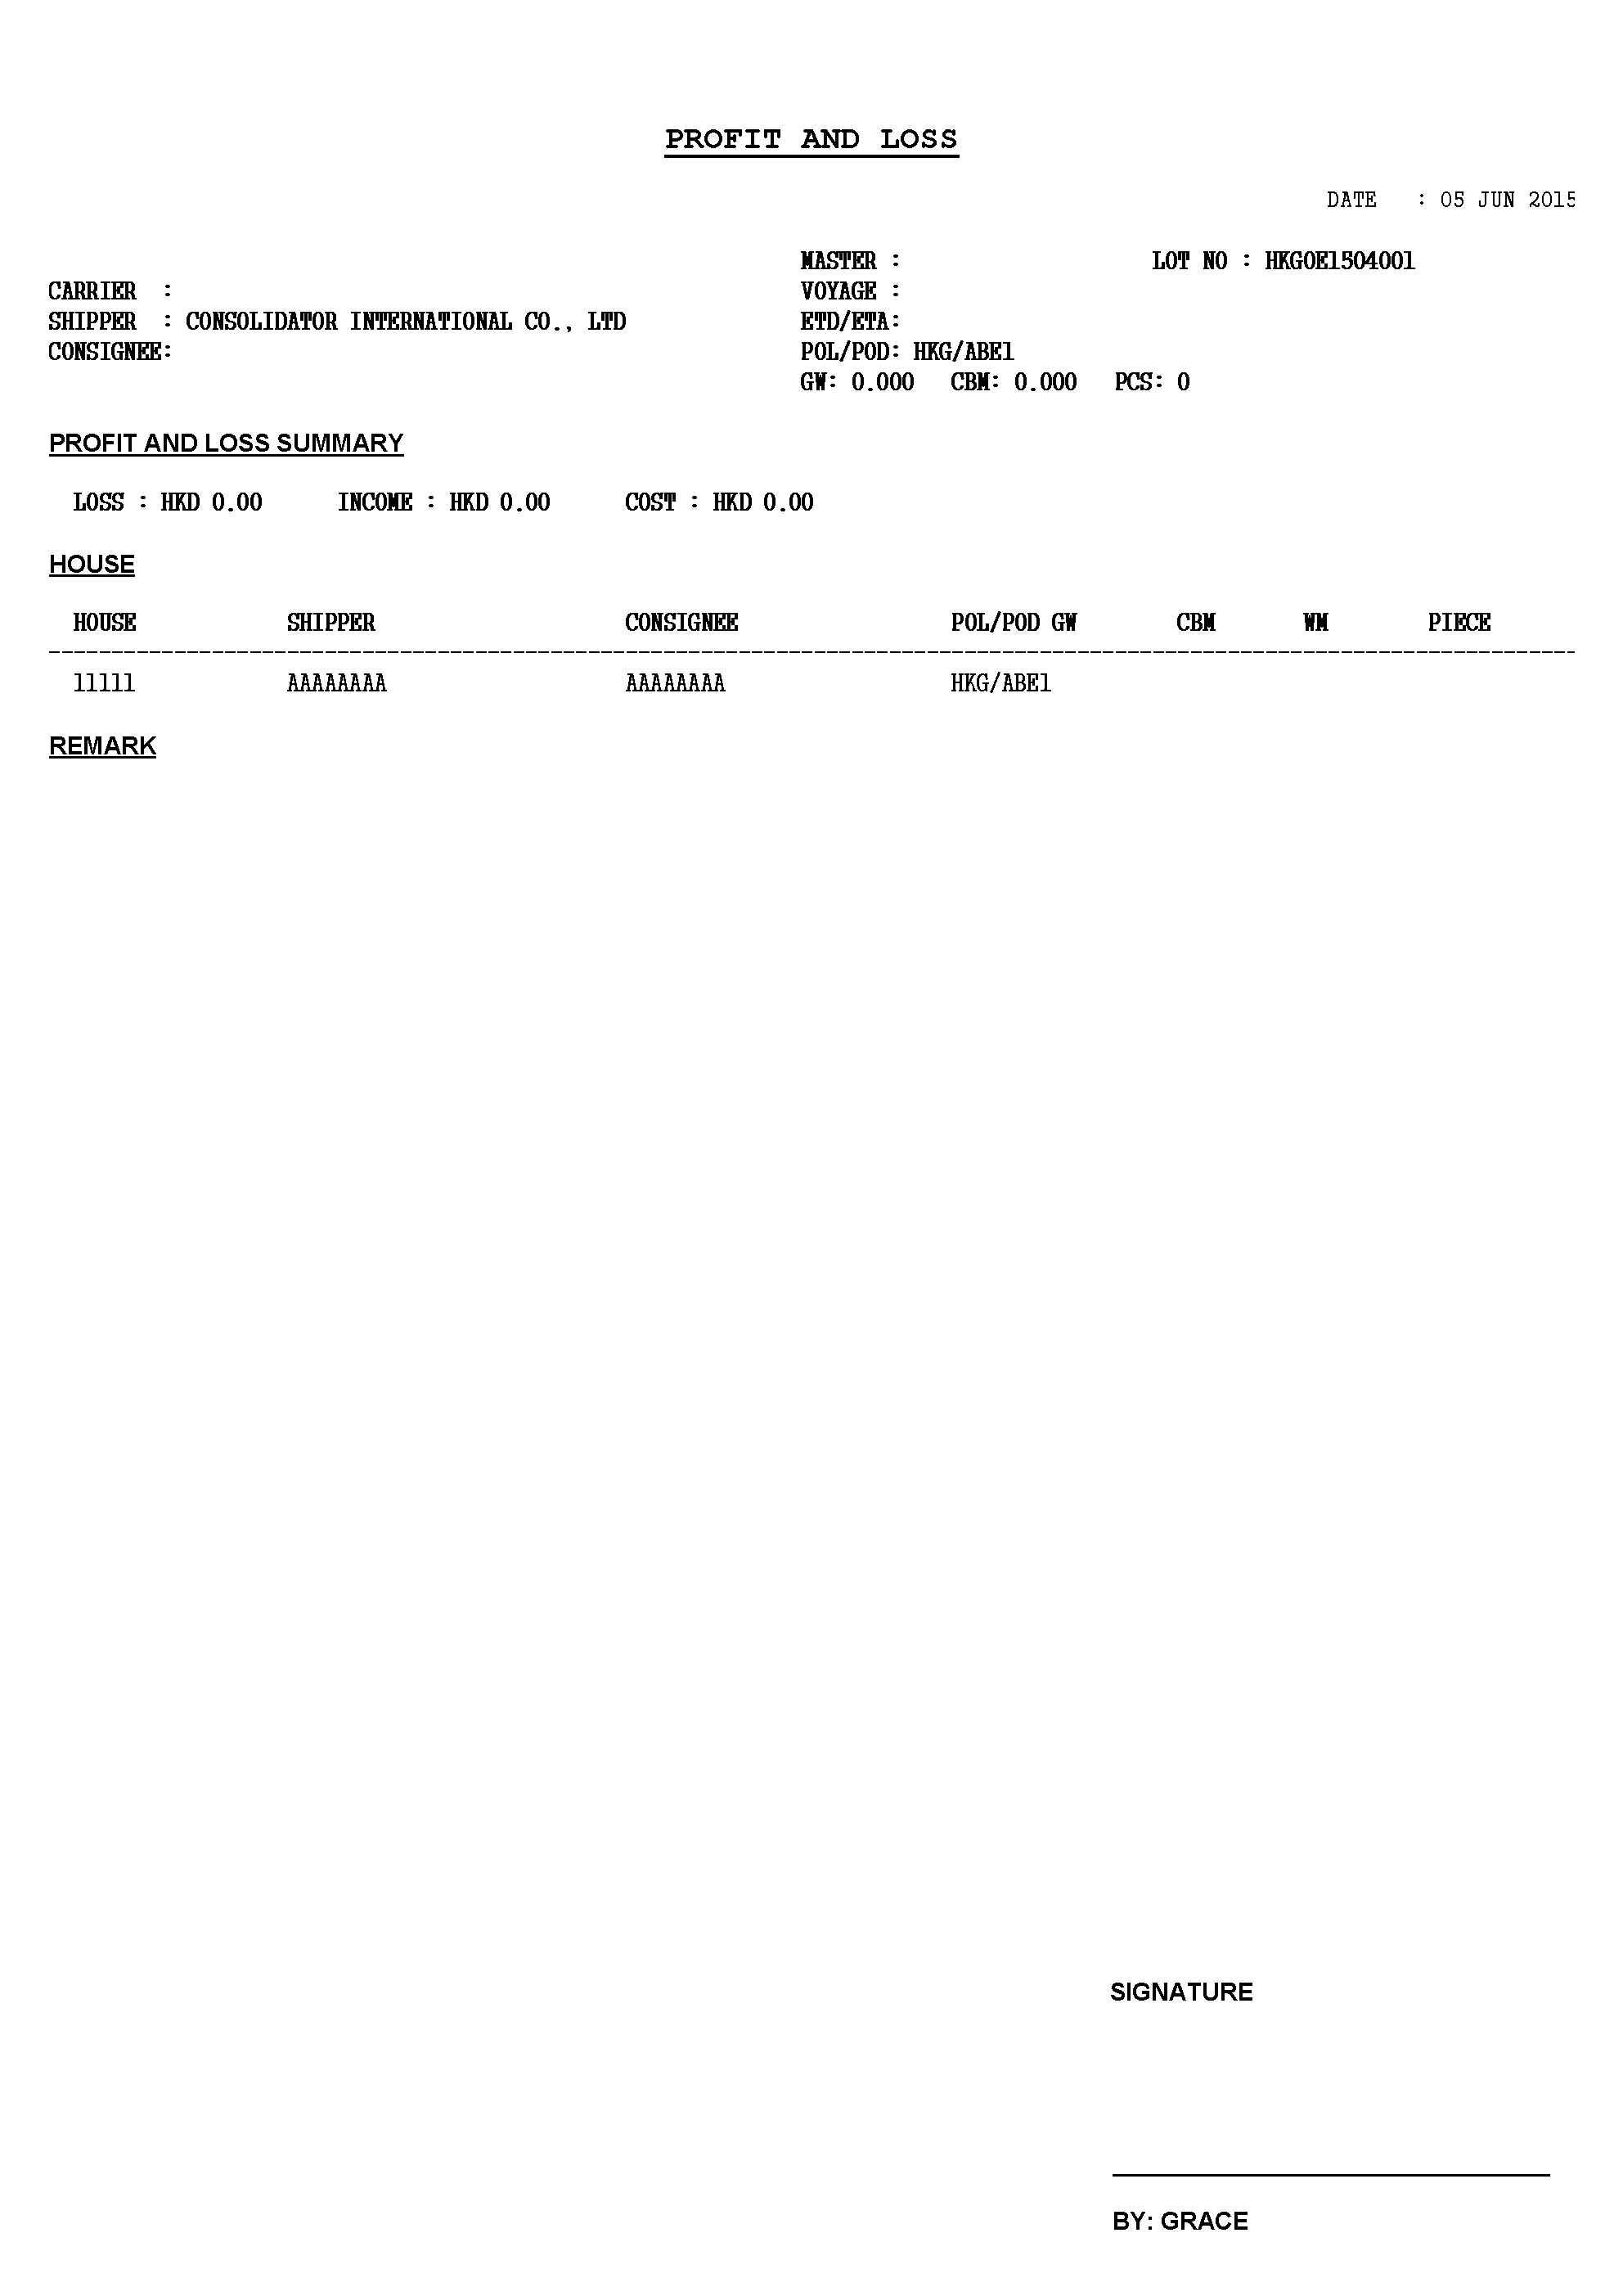 PROFIT AND LOSS
DATE : 05 JUN 2015
MASTER : LOT NO : HKGOE1504001
CARRIER : VOYAGE :
SHIPPER : CONSOLIDATOR INTERNATIONAL CO., LTD ETD/ETA:
CONSIGNEE: POL/POD: HKG/ABE1
GW: 0.000 CBM: 0.000 PCS: 0
PROFIT AND LOSS SUMMARY
LOSS : HKD 0.00 INCOME : HKD 0.00 COST : HKD 0.00
HOUSE
HOUSE SHIPPER CONSIGNEE POL/POD GW CBM WM PIECE
11111 AAAAAAAA AAAAAAAA HKG/ABE1
REMARK
SIGNATURE
BY: GRACE